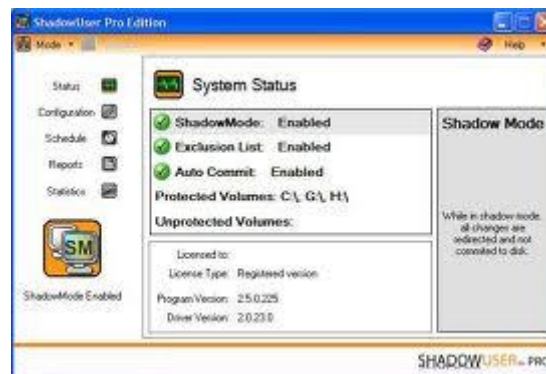 ShadowUser Pro Edition
Mode
Help
Status
Configuration
Schedule
Reports
Statistics
SM
ShadowMode Enabled
System Status
ShadowMode: Enabled
Exclusion List: Enabled
Auto Commit: Enabled
Protected Volumes: C:\, G:\, H:\
Unprotected Volumes:
Shadow Mode
While in shadow mode, all changes are redirected and not commited to disk.
Licensed to:
License Type: Registered version
Program Version: 2.5.0.225
Driver Version: 2.0.23.0
SHADOWUSER PRO